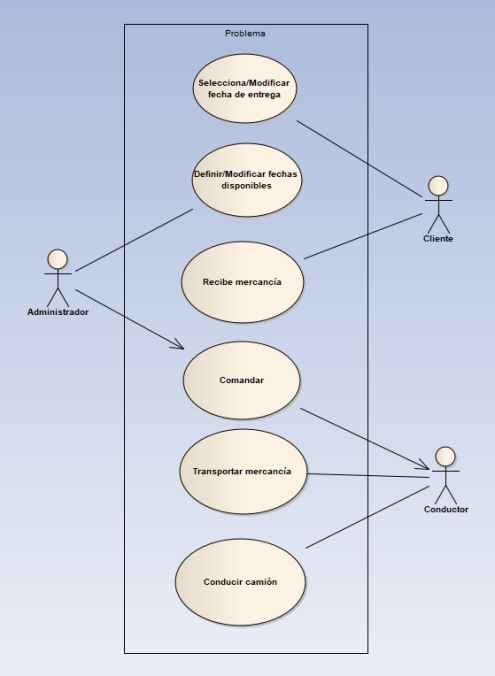 Problema
Selecciona/Modificar
fecha de entrega
Definir/Modificar fechas
disponibles
Cliente
Recibe mercancía
Administrador
Comandar
Transportar mercancía
Conductor
Conducir camión